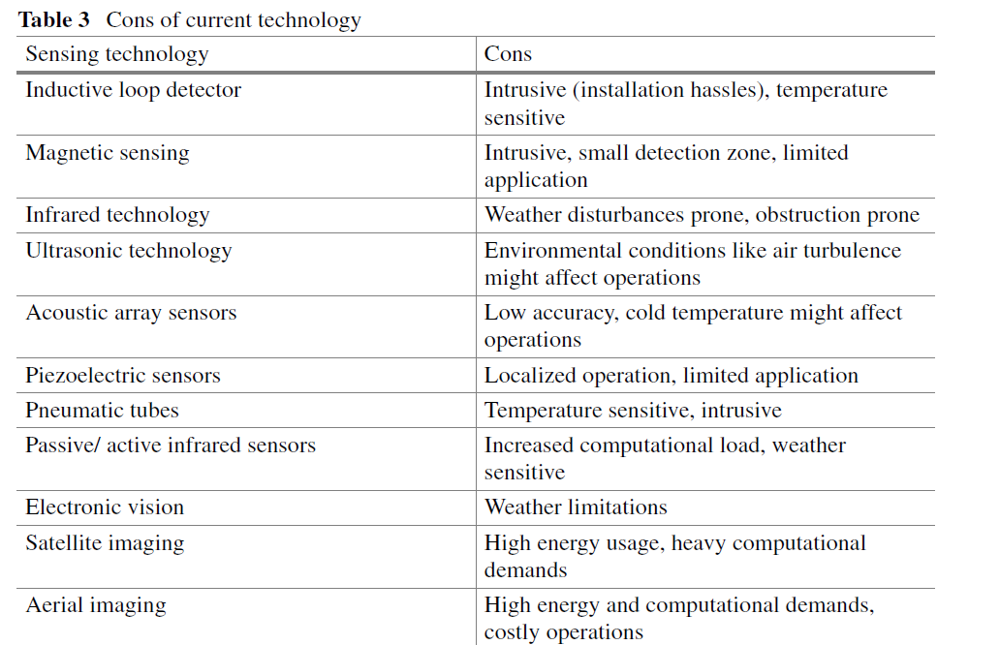 Table 3 Cons of current technology
Sensing technology
Cons
Inductive loop detector
Intrusive (installation hassles), temperature
sensitive
Magnetic sensing
Intrusive, small detection zone, limited
application
Infrared technology
Weather disturbances prone, obstruction prone
Ultrasonic technology
Environmental conditions like air turbulence
might affect operations
Acoustic array sensors
Low accuracy, cold temperature might affect
operations
Piezoelectric sensors
Localized operation, limited application
Pneumatic tubes
Temperature sensitive, intrusive
Passive/ active infrared sensors
Increased computational load, weather
sensitive
Electronic vision
Weather limitations
Satellite imaging
High energy usage, heavy computational
demands
Aerial imaging
High energy and computational demands,
costly operations